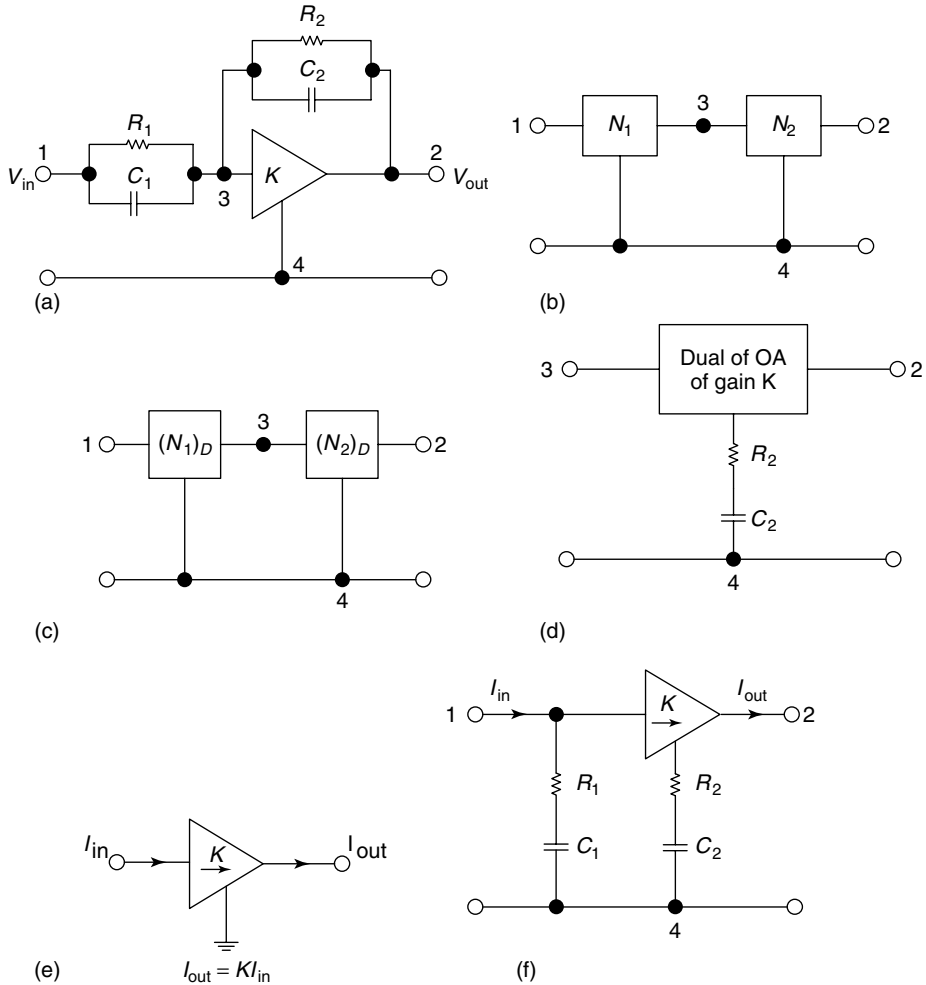 R2
C2
R1
1
Vin
C1
3
K
2
Vout
4
(a)
3
1
N1
N2
2
4
(b)
3
1
(N1)D
(N2)D
2
4
(c)
3
Dual of OA
of gain K
2
R2
C2
4
(d)
Iin
K
Iout
Iout = KIin
(e)
Iin
K
Iout
1
2
R1
R2
C1
C2
4
(f)